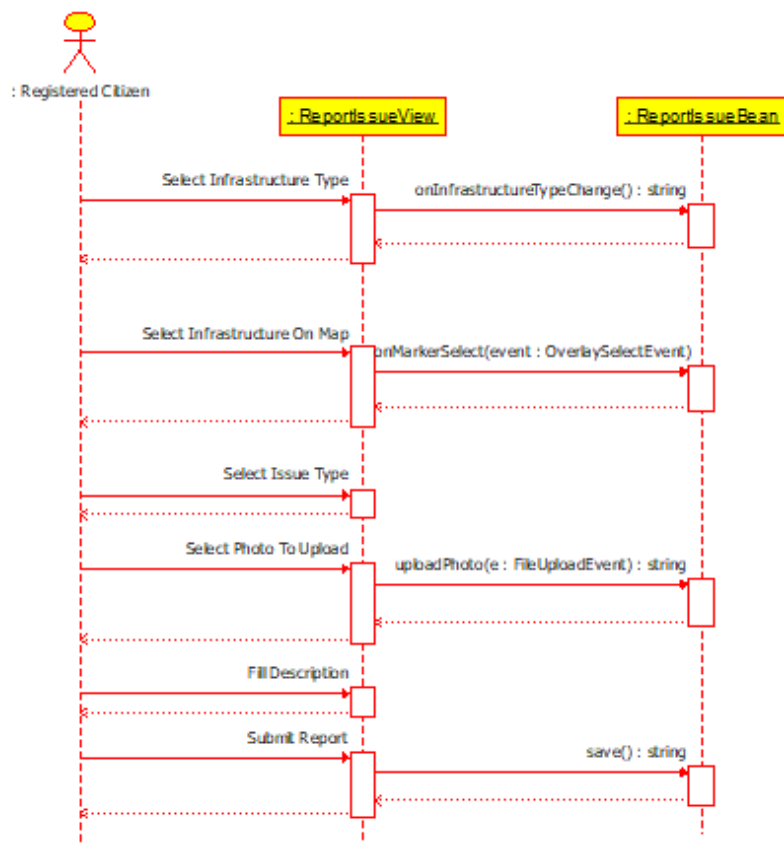 : Registered Citizen
: ReportIssueView
: ReportIssueBean
Select Infrastructure Type
onInfrastructureTypeChange() : string
Select Infrastructure On Map
onMarkerSelect(event : OverlaySelectEvent)
Select Issue Type
Select Photo To Upload
uploadPhoto(e : FileUploadEvent) : string
Fill Description
Submit Report
save() : string